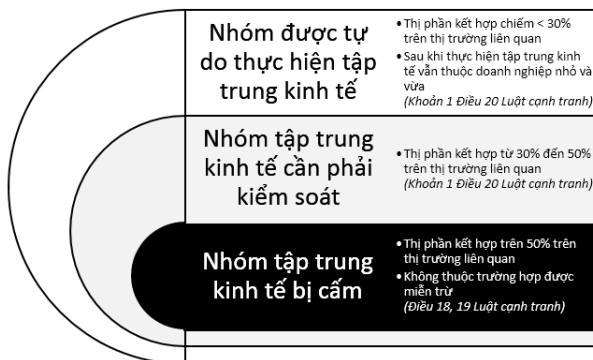 Nhóm được tự
do thực hiện tập
trung kinh tế
•Thị phần kết hợp chiếm < 30%
trên thị trường liên quan
•Sau khi thực hiện tập trung kinh
tế vẫn thuộc doanh nghiệp nhỏ và
vừa
(Khoản 1 Điều 20 Luật cạnh tranh)
Nhóm tập trung
kinh tế cần phải
kiểm soát
•Thị phần kết hợp từ 30% đến 50%
trên thị trường liên quan
(Khoản 1 Điều 20 Luật cạnh tranh)
Nhóm tập trung
kinh tế bị cấm
•Thị phần kết hợp trên 50% trên
thị trường liên quan
•Không thuộc trường hợp được
miễn trừ
(Điều 18, 19 Luật cạnh tranh)